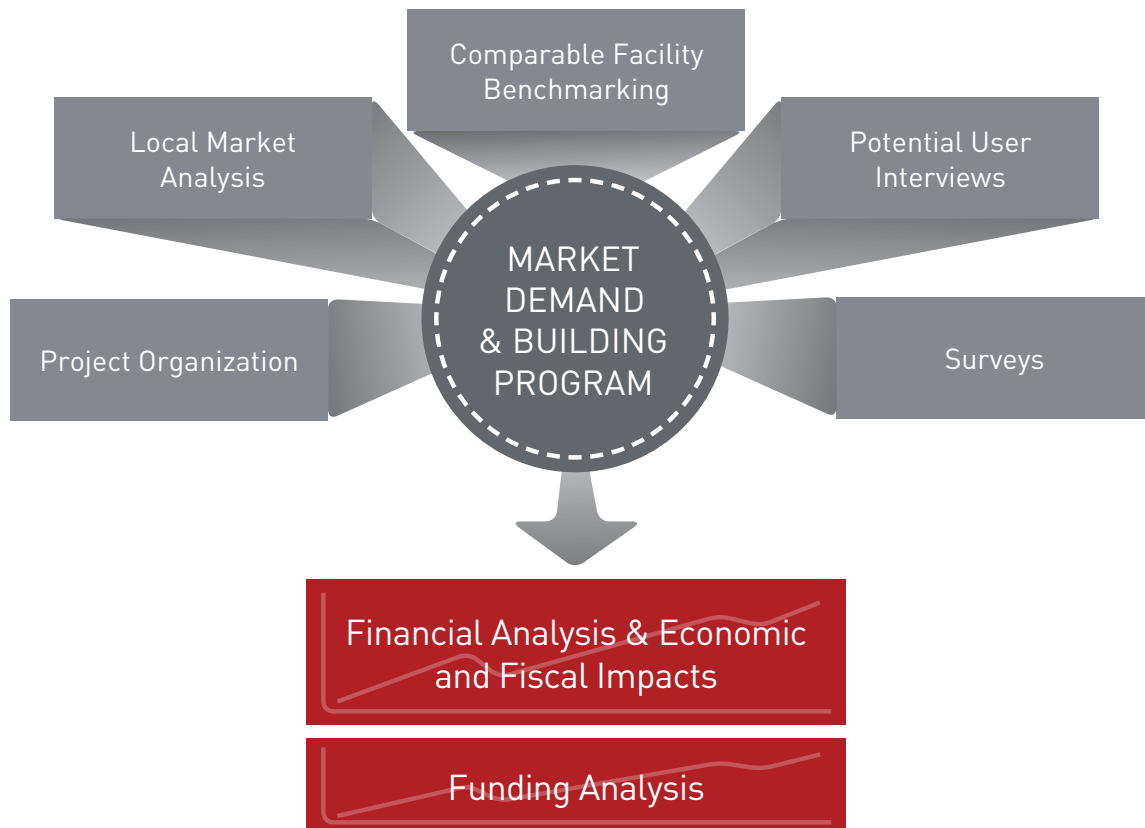 Comparable Facility
Benchmarking
Local Market
Analysis
Potential User
Interviews
Project Organization
MARKET
DEMAND
& BUILDING
PROGRAM
Surveys
Financial Analysis & Economic
and Fiscal Impacts
Funding Analysis